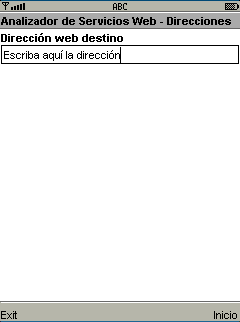 ABC
Analizador de Servicios Web - Direcciones
Dirección web destino
Escriba aquí la dirección
Exit Inicio